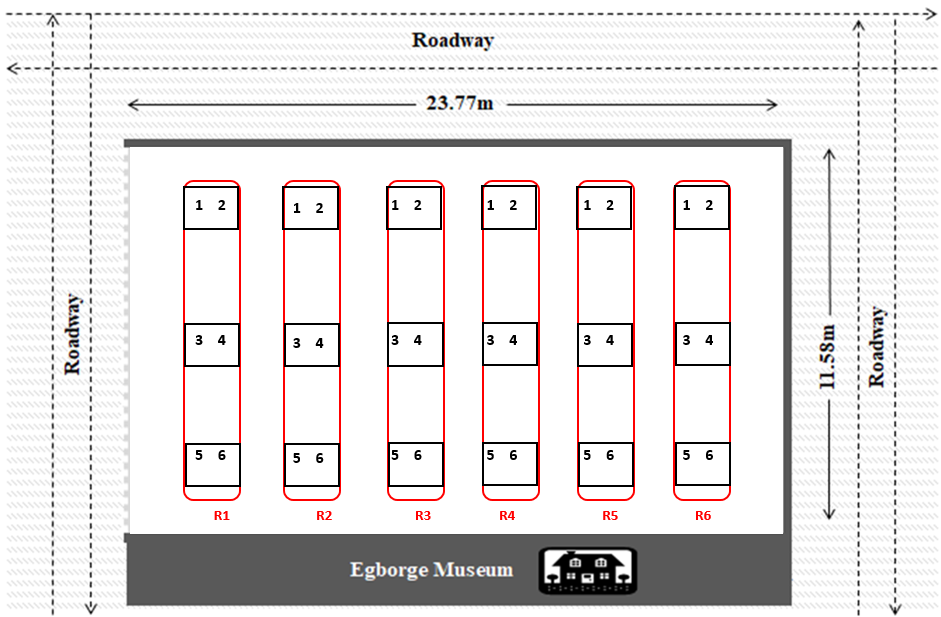 Roadway
23.77m
1 2 1 2 1 2 1 2 1 2 1 2
Roadway
Roadway
11.58m
3 4 3 4 3 4 3 4 3 4 3 4
5 6 5 6 5 6 5 6 5 6 5 6
R1 R2 R3 R4 R5 R6
Egborge Museum